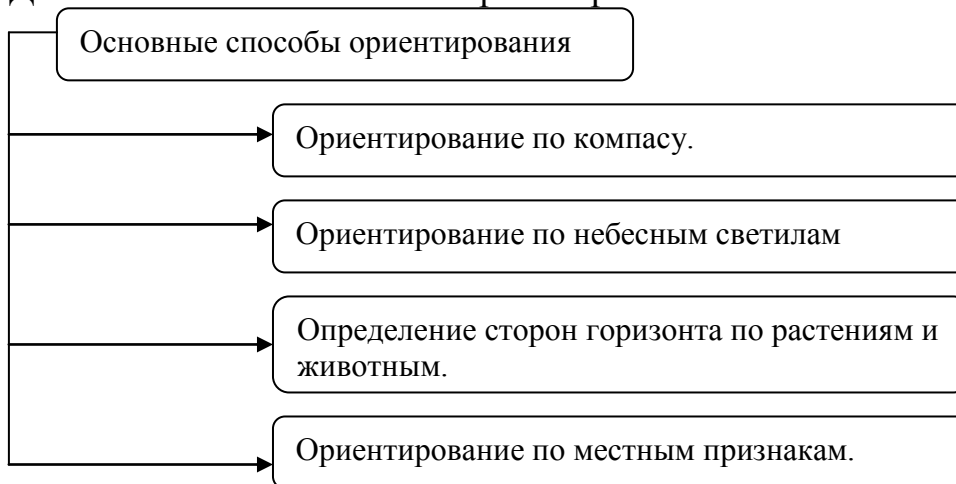 Основные способы ориентирования
Ориентирование по компасу.
Ориентирование по небесным светилам
Определение сторон горизонта по растениям и
животным.
Ориентирование по местным признакам.